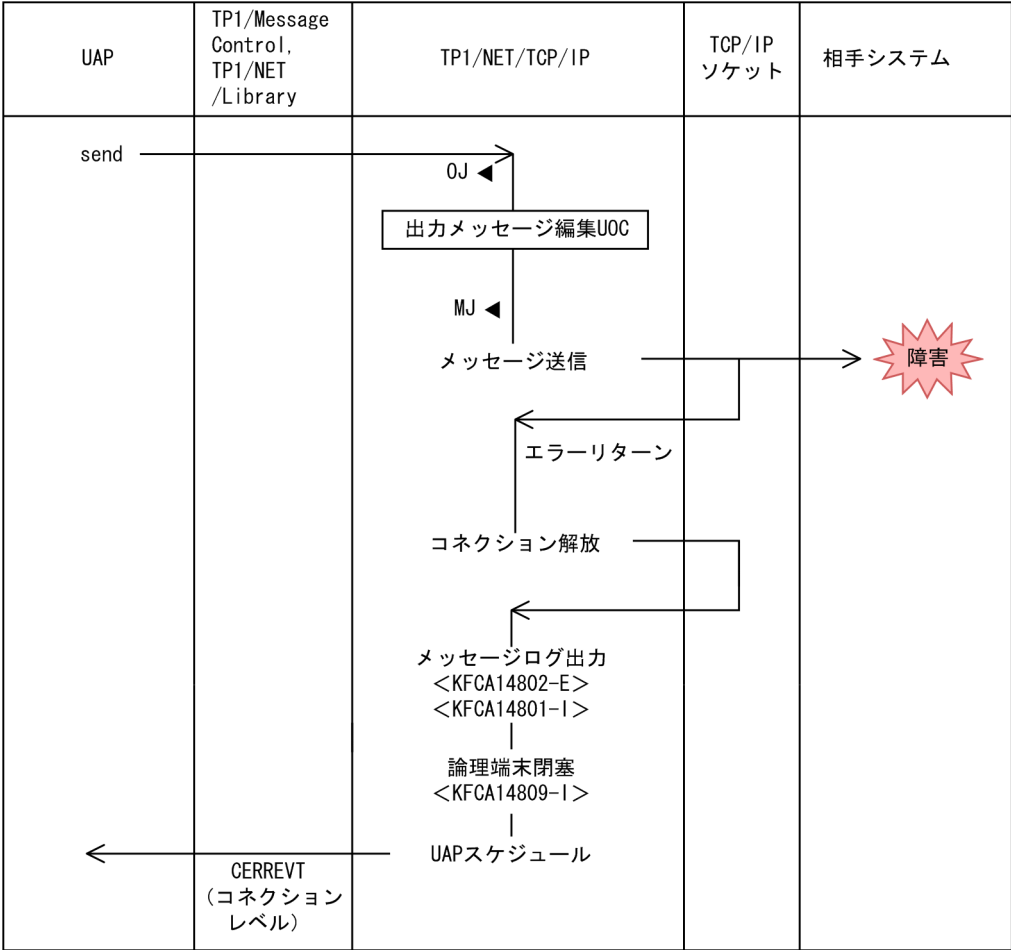 UAP
TP1/Message
Control,
TP1/NET
/Library
TP1/NET/TCP/IP
TCP/IP
ソケット
相手システム
send
OJ
出力メッセージ編集UOC
MJ
メッセージ送信
障害
エラーリターン
コネクション解放
メッセージログ出力
<KFCA14802-E>
<KFCA14801-I>
論理端末閉塞
<KFCA14809-I>
UAPスケジュール
CERREVT
(コネクション
レベル)